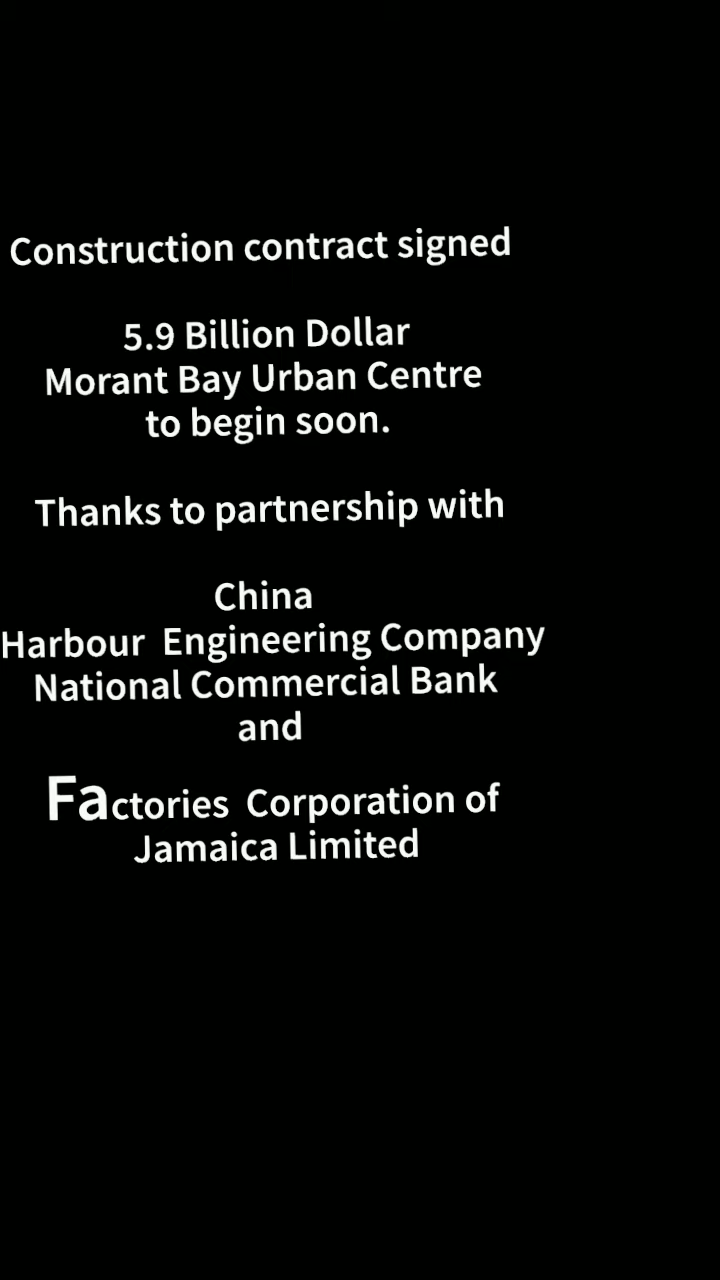 Construction contract signed
5.9 Billion Dollar
Morant Bay Urban Centre
to begin soon.
Thanks to partnership with
China
Harbour Engineering Company
National Commercial Bank
and
Factories Corporation of
Jamaica Limited